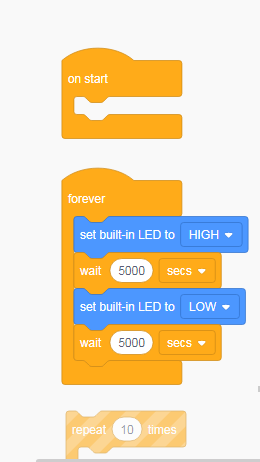 on start
forever
set built-in LED to HIGH
wait 5000 secs
set built-in LED to LOW
wait 5000 secs
repeat 10 times